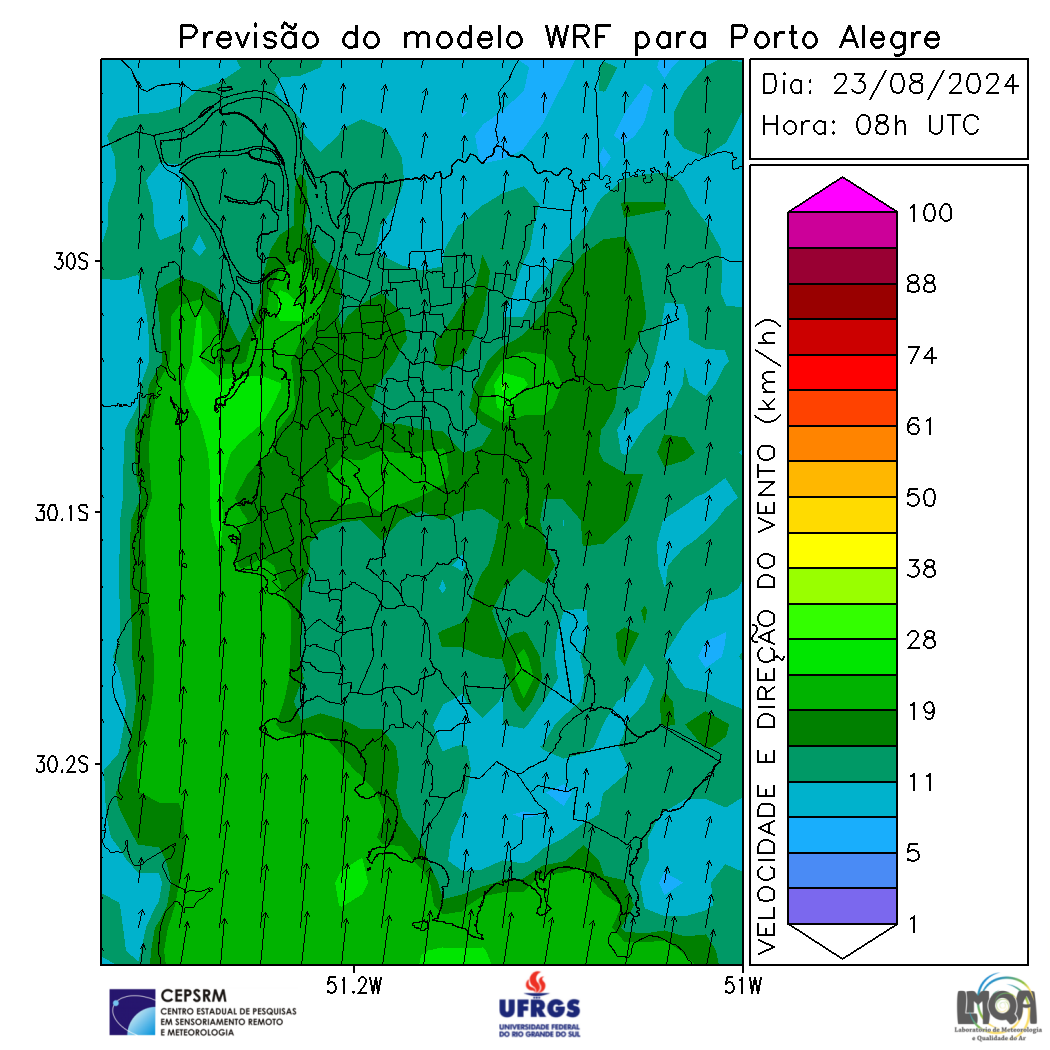 Previsão do modelo WRF para Porto Alegre
Dia: 23/08/2024
Hora: 08h UTC
30S
30.1S
30.2S
51.2W
51W
VELOCIDADE E DIREÇÃO DO VENTO (km/h)
100
88
74
61
50
38
28
19
11
5
1
CEPSRM
CENTRO ESTADUAL DE PESQUISAS
EM SENSORIAMENTO REMOTO
E METEOROLOGIA
UFRGS
UNIVERSIDADE FEDERAL
DO RIO GRANDE DO SUL
LMQA
Laboratório de Meteorologia
e Qualidade do Ar